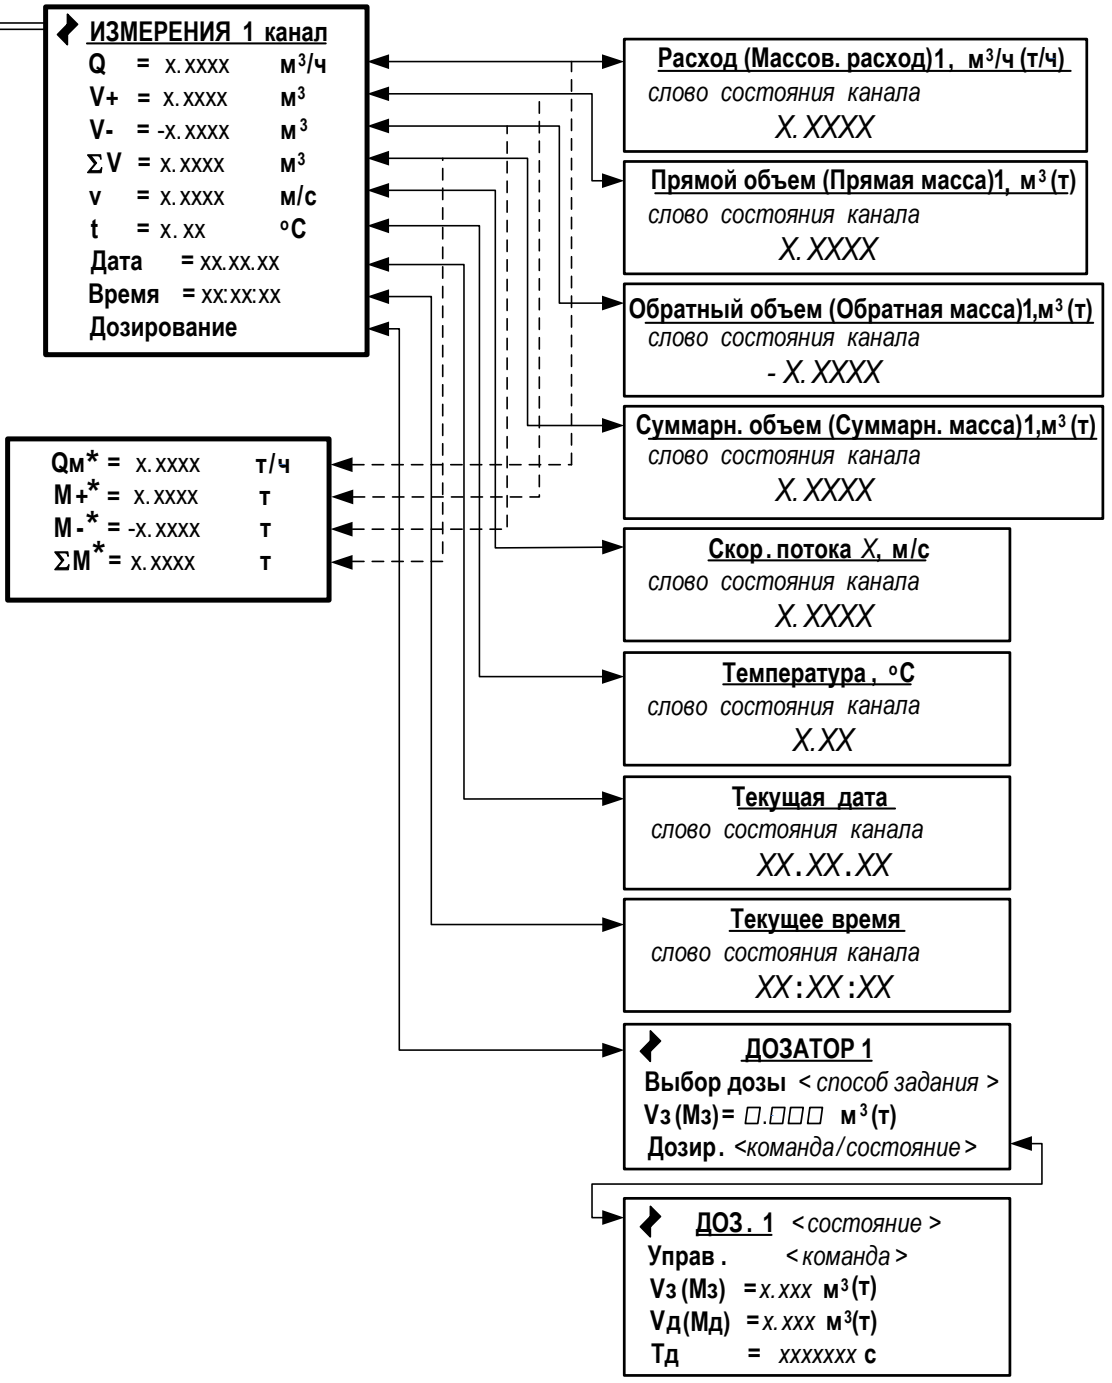 ИЗМЕРЕНИЯ 1 канал
Q = x.xxxx м³/ч
V+ = x.xxxx м³
V- = -x.xxxx м³
ΣV = x.xxxx м³
v = x.xxxx м/с
t = x.xx °C
Дата = xx.xx.xx
Время = xx:xx:xx
Дозирование
Qм* = x.xxxx т/ч
M+* = x.xxxx т
M-* = -x.xxxx т
ΣM* = x.xxxx т
Расход (Массов. расход)1, м³/ч (т/ч)
слово состояния канала
X.XXXX
Прямой объем (Прямая масса)1, м³(т)
слово состояния канала
X.XXXX
Обратный объем (Обратная масса)1,м³(т)
слово состояния канала
- X.XXXX
Суммарн. объем (Суммарн. масса)1,м³(т)
слово состояния канала
X.XXXX
Скор. потока X, м/с
слово состояния канала
X.XXXX
Температура, °C
слово состояния канала
X.XX
Текущая дата
слово состояния канала
XX.XX.XX
Текущее время
слово состояния канала
XX:XX:XX
ДОЗАТОР 1
Выбор дозы <способ задания>
Vз(Mз)= □.□□□ м³(т)
Дозир. <команда/состояние>
ДОЗ. 1 <состояние>
Управ. <команда>
Vз(Mз) =x.xxx м³(т)
Vд(Mд) =x.xxx м³(т)
Tд = xxxxxxx с